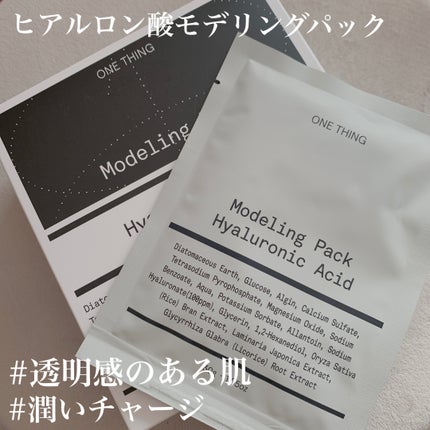 ヒアルロン酸モデリングパック
ONE THING
Modeling
Hy
Diatom
ONE THING
Modeling Pack
Hyaluronic Acid
Diatomaceous Earth, Glucose, Algin, Calcium Sulfate,
Tetrasodium Pyrophosphate, Magnesium Oxide, Sodium
Benzoate, Aqua, Potassium Sorbate, Allantoin, Sodium
Hyaluronate(100ppm), Glycerin, 1,2-Hexanediol, Oryza Sativa
(Rice) Bran Extract, Laminaria Japonica Extract,
Glycyrrhiza Glabra (Licorice) Root Extract
#透明感のある肌
#潤いチャージ